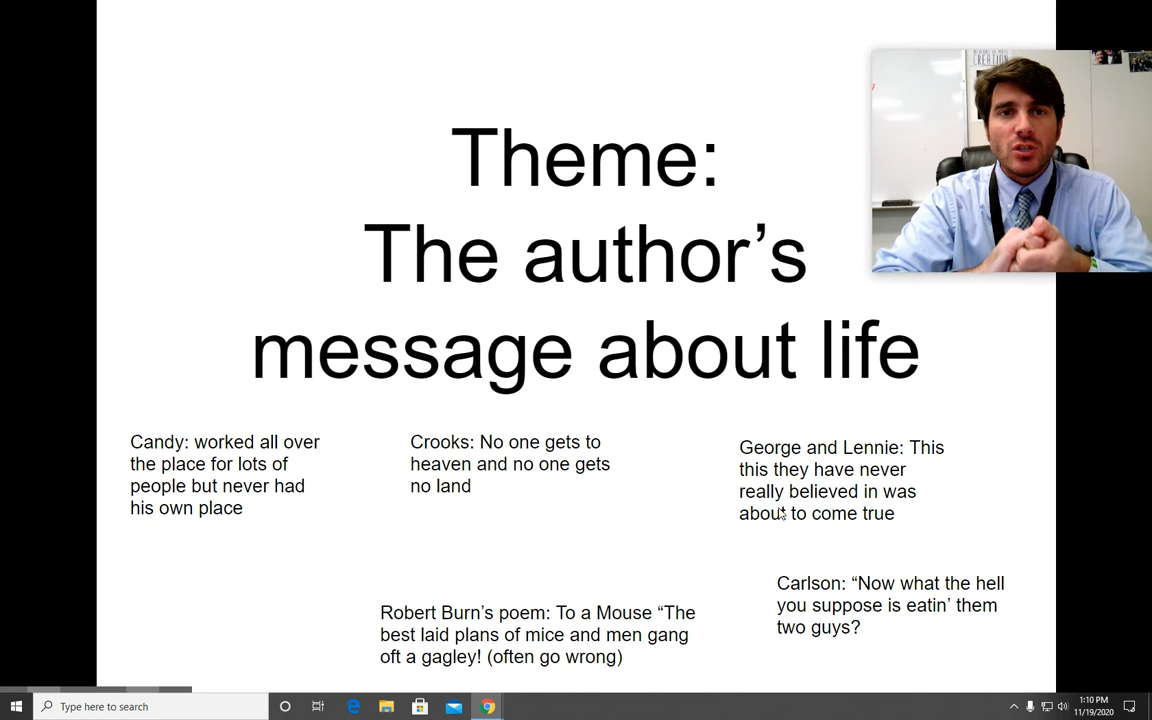 Theme:
The author's
message about life
Candy: worked all over
the place for lots of
people but never had
his own place
Crooks: No one gets to
heaven and no one gets
no land
George and Lennie: This
this they have never
really believed in was
about to come true
Robert Burn's poem: To a Mouse “The
best laid plans of mice and men gang
oft a gagley! (often go wrong)
Carlson: “Now what the hell
you suppose is eatin' them
two guys?
CREATION
Type here to search
1:10 PM
11/19/2020